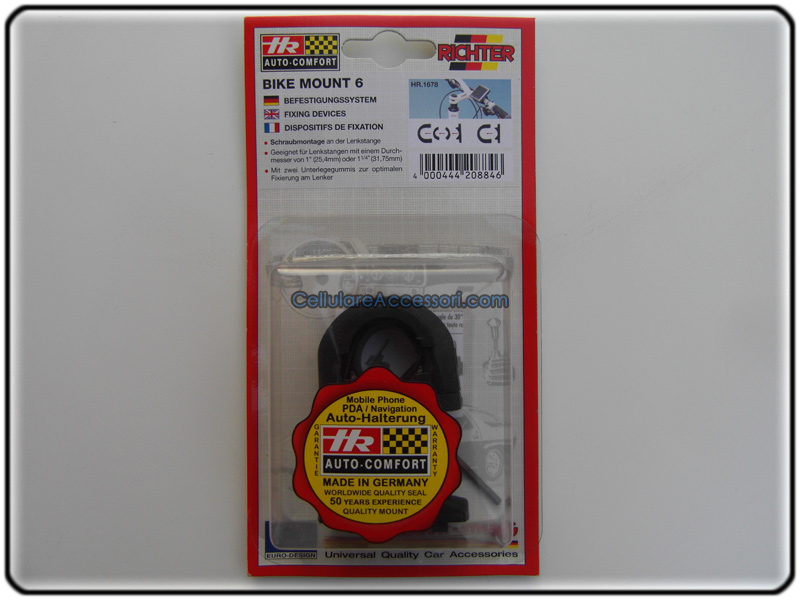 HR
AUTO-COMFORT
RICHTER
BIKE MOUNT 6
BEFESTIGUNGSSYSTEM
FIXING DEVICES
DISPOSITIFS DE FIXATION
• Schraubmontage an der Lenkstange
• Geeignet für Lenkstangen mit einem Durch-
messer von 1" (25,4mm) oder 1 1/4" (31,75mm)
• Mit zwei Unterlegegummis zur optimalen
Fixierung am Lenker
HR.1678
4 000444 208846
CellulareAccessori.com
Mobile Phone
PDA / Navigation
Auto-Halterung
GARANTIE
WARRANTY
HR
AUTO-COMFORT
MADE IN GERMANY
WORLDWIDE QUALITY SEAL
50 YEARS EXPERIENCE
QUALITY MOUNT
EURO-DESIGN
Universal Quality Car Accessories